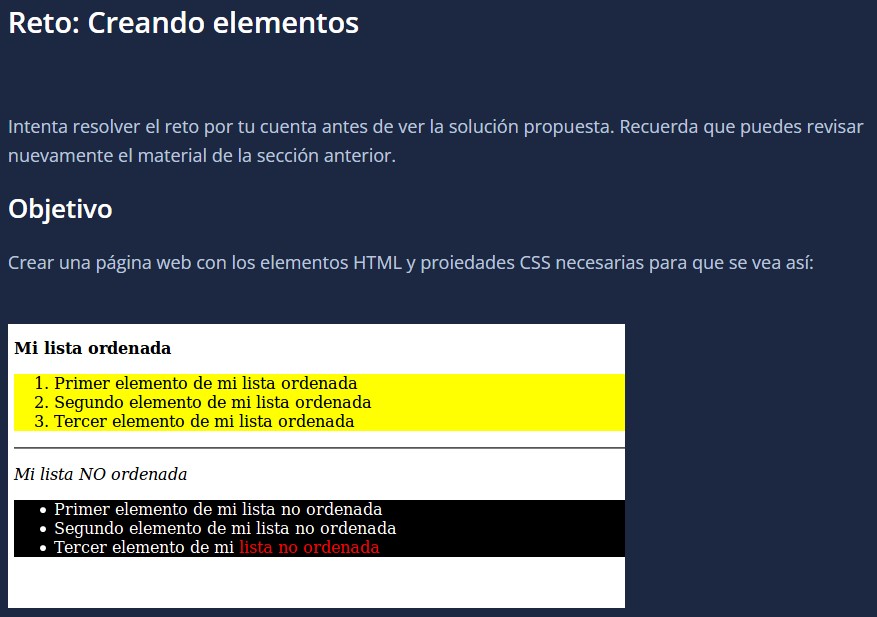 Reto: Creando elementos
Intenta resolver el reto por tu cuenta antes de ver la solución propuesta. Recuerda que puedes revisar
nuevamente el material de la sección anterior.
Objetivo
Crear una página web con los elementos HTML y proiedades CSS necesarias para que se vea así:
Mi lista ordenada
1. Primer elemento de mi lista ordenada
2. Segundo elemento de mi lista ordenada
3. Tercer elemento de mi lista ordenada
Mi lista NO ordenada
• Primer elemento de mi lista no ordenada
• Segundo elemento de mi lista no ordenada
• Tercer elemento de mi lista no ordenada